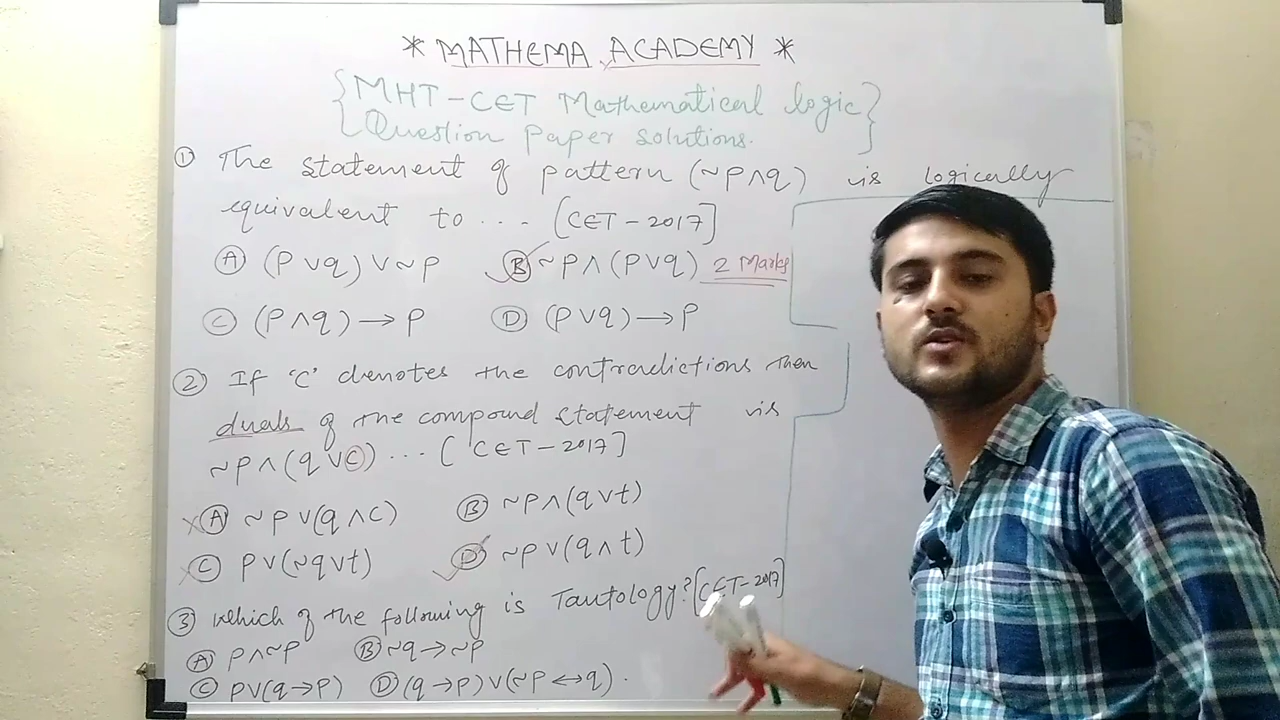 * MATHEMA ACADEMY *
{MHT-CET Mathematical logic
Question Paper solutions.}
① The statement of pattern (~p∧q) is logically
equivalent to ... [CET-2017]
Ⓐ (p∨q)∨~p Ⓑ ~p∧(p∨q) 2 Marks
Ⓒ (p∧q)→p Ⓓ (p∨q)→p
② If 'c' denotes the contradictions then
duals of the compound statement is
~p∧(q∨c) ... [CET-2017]
Ⓐ ~p∨(q∧c) Ⓑ ~p∧(q∨t)
Ⓒ p∨(~q∨t) Ⓓ ~p∨(q∧t)
③ which of the following is Tautology? [CET-2017]
Ⓐ p∧~p Ⓑ ~q→~p
Ⓒ p∨(q→p) Ⓓ (q→p)∨(~p↔q).